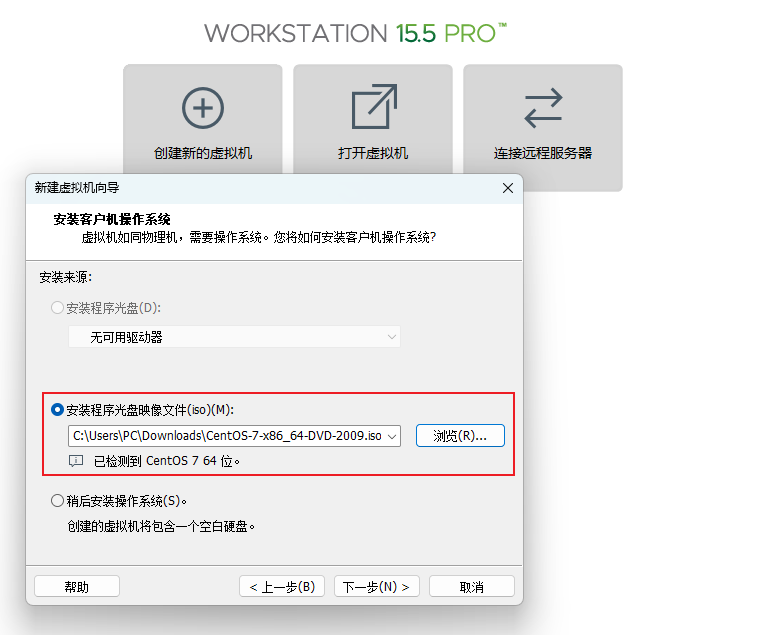 WORKSTATION 15.5 PRO™
创建新的虚拟机
打开虚拟机
连接远程服务器
新建虚拟机向导
安装客户机操作系统
虚拟机如同物理机，需要操作系统。您将如何安装客户机操作系统?
安装来源:
安装程序光盘(D):
无可用驱动器
安装程序光盘映像文件(iso)(M):
C:\Users\PC\Downloads\CentOS-7-x86_64-DVD-2009.iso
浏览(R)...
已检测到 CentOS 7 64 位。
稍后安装操作系统(S)。
创建的虚拟机将包含一个空白硬盘。
帮助
< 上一步(B)
下一步(N) >
取消